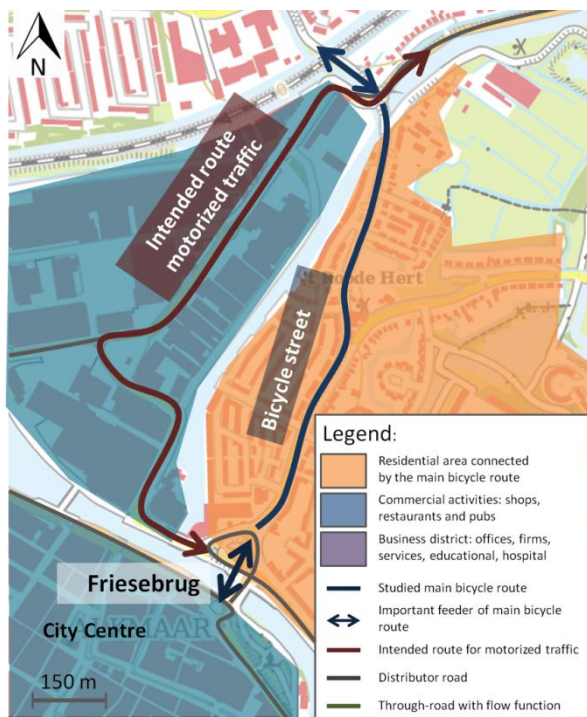 N
Intended route
motorized traffic
't Roode Hert
Bicycle street
Friesebrug
City Centre
150 m
Legend:
Residential area connected
by the main bicycle route
Commercial activities: shops,
restaurants and pubs
Business district: offices, firms,
services, educational, hospital
Studied main bicycle route
Important feeder of main bicycle
route
Intended route for motorized traffic
Distributor road
Through-road with flow function